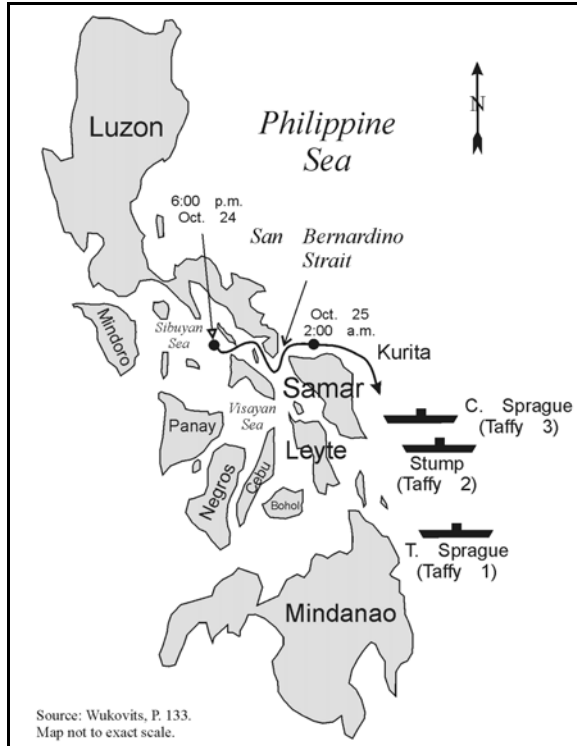 Luzon
Philippine
Sea
N
6:00 p.m.
Oct. 24
San Bernardino
Strait
Oct. 25
2:00 a.m.
Mindoro
Sibuyan
Sea
Kurita
Samar
C. Sprague
(Taffy 3)
Visayan
Sea
Panay
Leyte
Stump
(Taffy 2)
Negros
Cebu
Bohol
T. Sprague
(Taffy 1)
Mindanao
Source: Wukovits, P. 133.
Map not to exact scale.